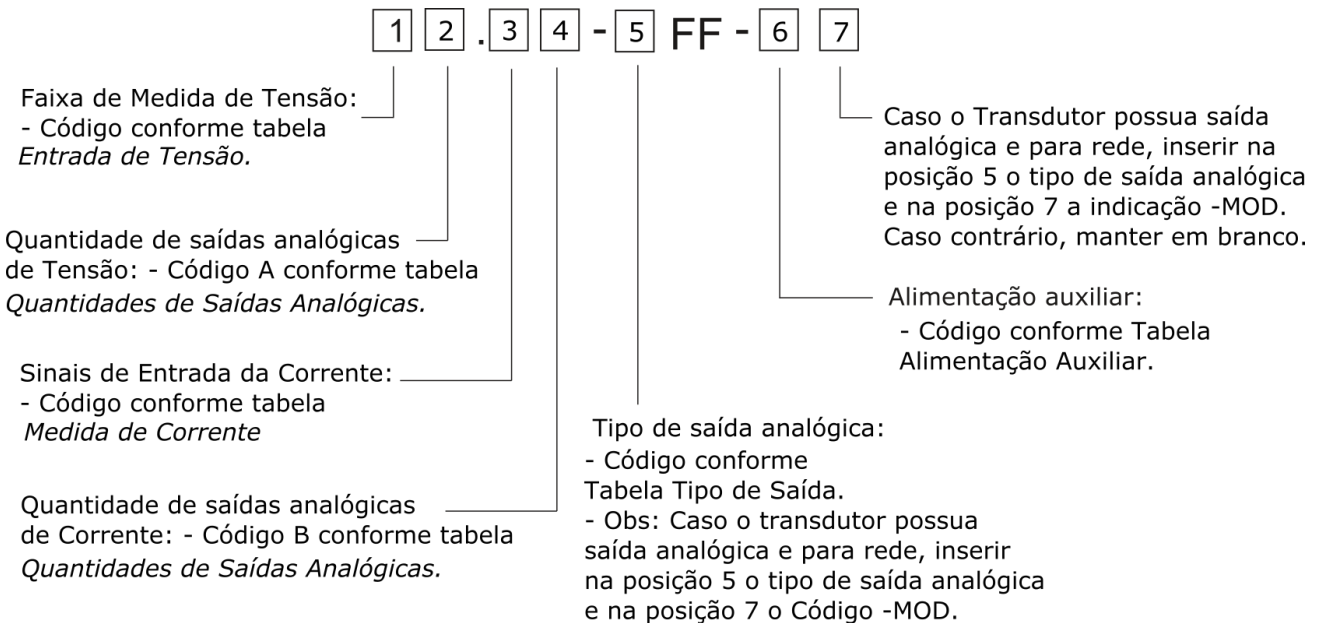 1 2 .3 4 - 5 FF - 6 7
Faixa de Medida de Tensão:
- Código conforme tabela
Entrada de Tensão.
Quantidade de saídas analógicas
de Tensão: - Código A conforme tabela
Quantidades de Saídas Analógicas.
Sinais de Entrada da Corrente:
- Código conforme tabela
Medida de Corrente
Quantidade de saídas analógicas
de Corrente: - Código B conforme tabela
Quantidades de Saídas Analógicas.
Tipo de saída analógica:
- Código conforme
Tabela Tipo de Saída.
- Obs: Caso o transdutor possua
saída analógica e para rede, inserir
na posição 5 o tipo de saída analógica
e na posição 7 o Código -MOD.
Caso o Transdutor possua saída
analógica e para rede, inserir na
posição 5 o tipo de saída analógica
e na posição 7 a indicação -MOD.
Caso contrário, manter em branco.
Alimentação auxiliar:
- Código conforme Tabela
Alimentação Auxiliar.